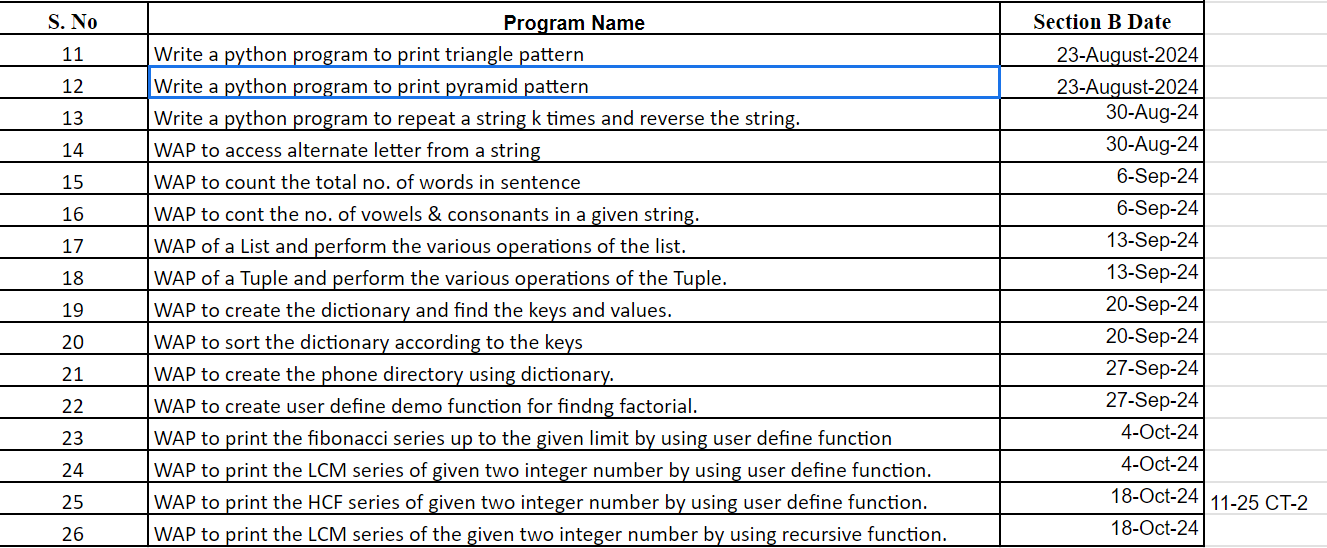 S. No Program Name Section B Date
11 Write a python program to print triangle pattern 23-August-2024
12 Write a python program to print pyramid pattern 23-August-2024
13 Write a python program to repeat a string k times and reverse the string. 30-Aug-24
14 WAP to access alternate letter from a string 30-Aug-24
15 WAP to count the total no. of words in sentence 6-Sep-24
16 WAP to cont the no. of vowels & consonants in a given string. 6-Sep-24
17 WAP of a List and perform the various operations of the list. 13-Sep-24
18 WAP of a Tuple and perform the various operations of the Tuple. 13-Sep-24
19 WAP to create the dictionary and find the keys and values. 20-Sep-24
20 WAP to sort the dictionary according to the keys 20-Sep-24
21 WAP to create the phone directory using dictionary. 27-Sep-24
22 WAP to create user define demo function for findng factorial. 27-Sep-24
23 WAP to print the fibonacci series up to the given limit by using user define function 4-Oct-24
24 WAP to print the LCM series of given two integer number by using user define function. 4-Oct-24
25 WAP to print the HCF series of given two integer number by using user define function. 18-Oct-24 11-25 CT-2
26 WAP to print the LCM series of the given two integer number by using recursive function. 18-Oct-24